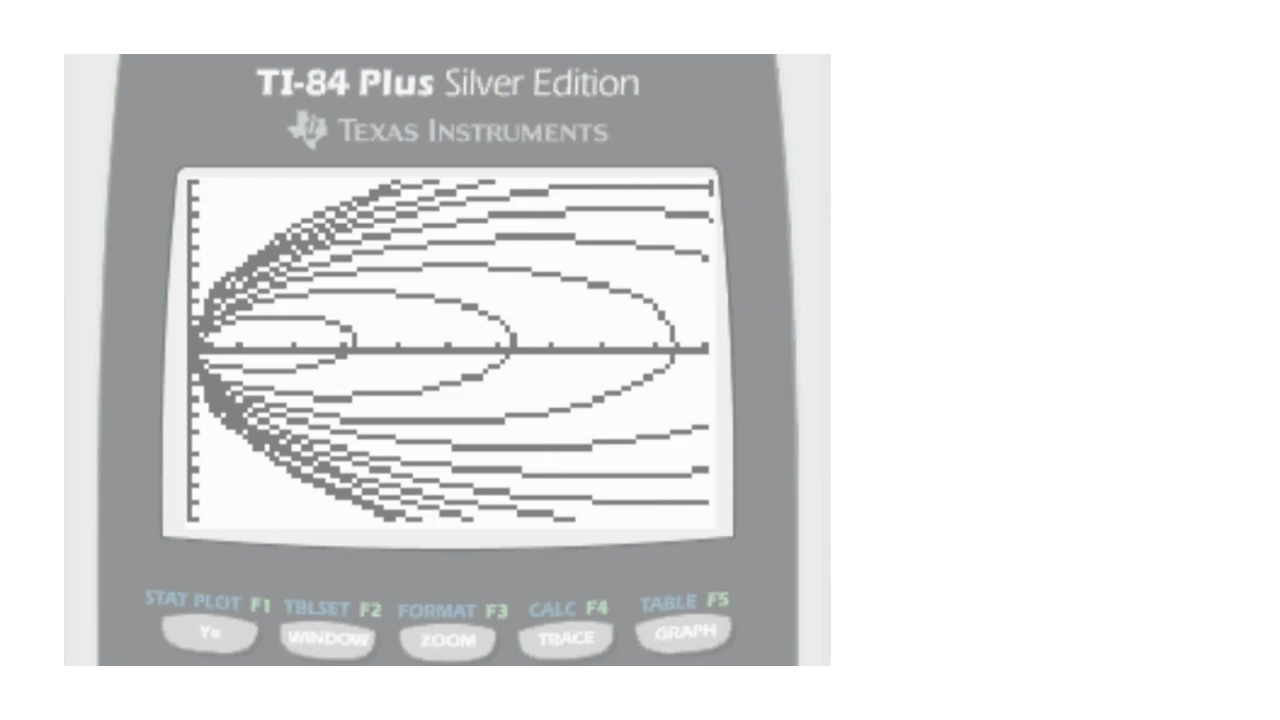 TI-84 Plus Silver Edition
TEXAS INSTRUMENTS
STAT PLOT F1 TBLSET F2 FORMAT F3 CALC F4 TABLE F5
Y= WINDOW ZOOM TRACE GRAPH